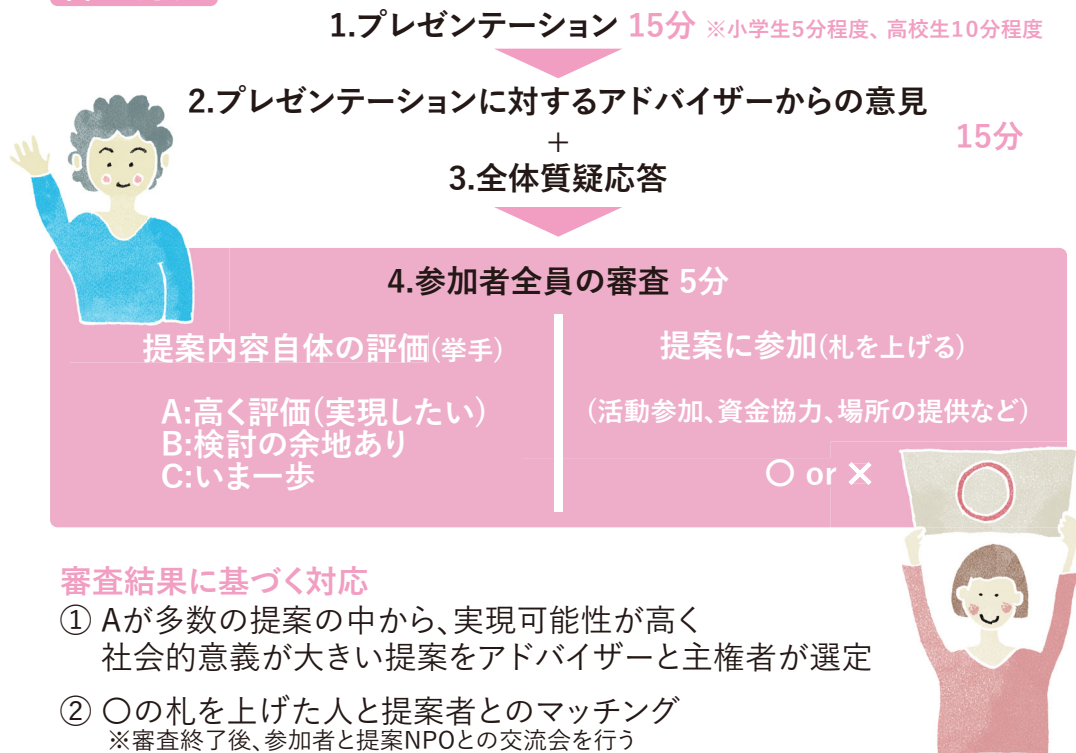 1.プレゼンテーション 15分 ※小学生5分程度、高校生10分程度
2.プレゼンテーションに対するアドバイザーからの意見
+
15分
3.全体質疑応答
4.参加者全員の審査 5分
提案内容自体の評価(挙手)
A:高く評価(実現したい)
B:検討の余地あり
C:いま一歩
提案に参加(札を上げる)
(活動参加、資金協力、場所の提供など)
〇 or ✕
審査結果に基づく対応
① Aが多数の提案の中から、実現可能性が高く
社会的意義が大きい提案をアドバイザーと主権者が選定
② 〇の札を上げた人と提案者とのマッチング
※審査終了後、参加者と提案NPOとの交流会を行う